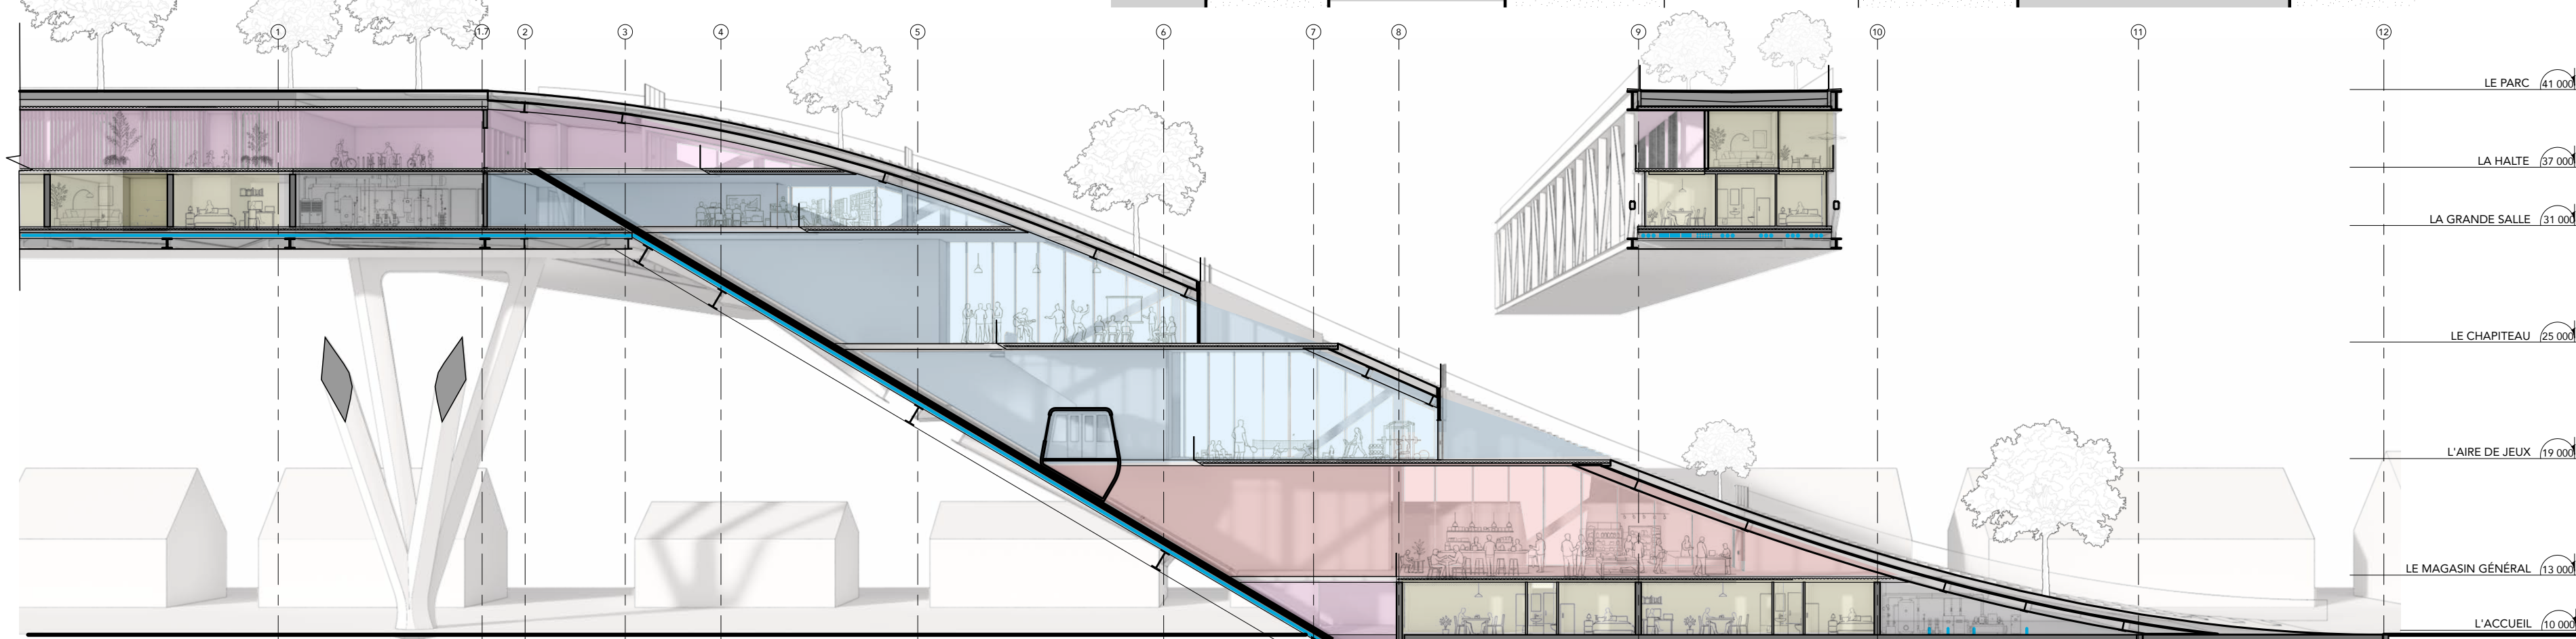 1 1.7 2 3 4 5 6 7 8 9 10 11 12
LE PARC 41 000
LA HALTE 37 000
LA GRANDE SALLE 31 000
LE CHAPITEAU 25 000
L'AIRE DE JEUX 19 000
LE MAGASIN GÉNÉRAL 13 000
L'ACCUEIL 10 000